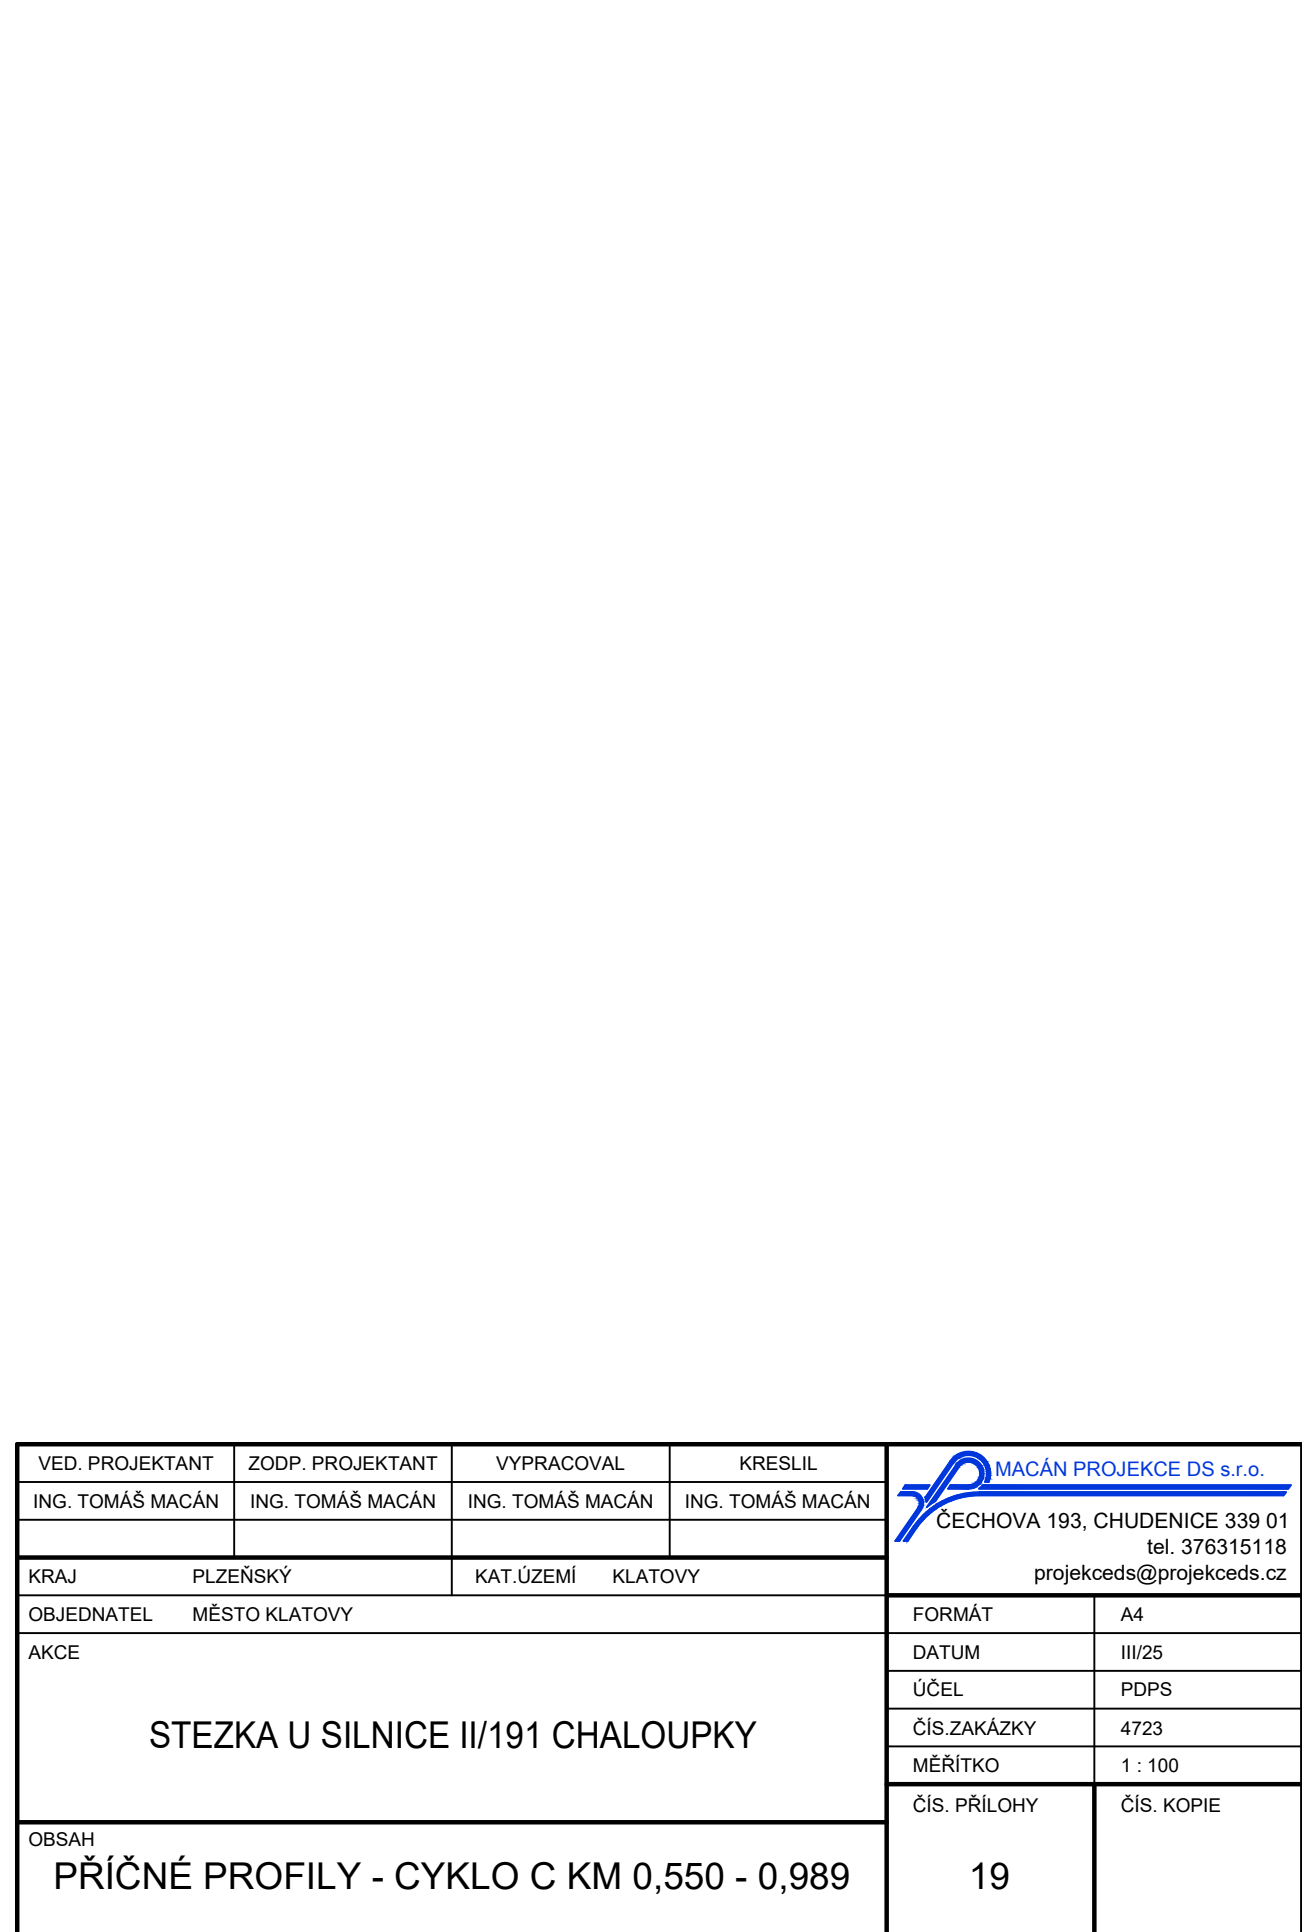 VED. PROJEKTANT ZODP. PROJEKTANT VYPRACOVAL KRESLIL
ING. TOMÁŠ MACÁN ING. TOMÁŠ MACÁN ING. TOMÁŠ MACÁN ING. TOMÁŠ MACÁN
MACÁN PROJEKCE DS s.r.o.
ČECHOVA 193, CHUDENICE 339 01
tel. 376315118
projekceds@projekceds.cz
KRAJ PLZEŇSKÝ KAT.ÚZEMÍ KLATOVY
OBJEDNATEL MĚSTO KLATOVY
AKCE
STEZKA U SILNICE II/191 CHALOUPKY
FORMÁT A4
DATUM III/25
ÚČEL PDPS
ČÍS.ZAKÁZKY 4723
MĚŘÍTKO 1 : 100
OBSAH
PŘÍČNÉ PROFILY - CYKLO C KM 0,550 - 0,989
ČÍS. PŘÍLOHY ČÍS. KOPIE
19